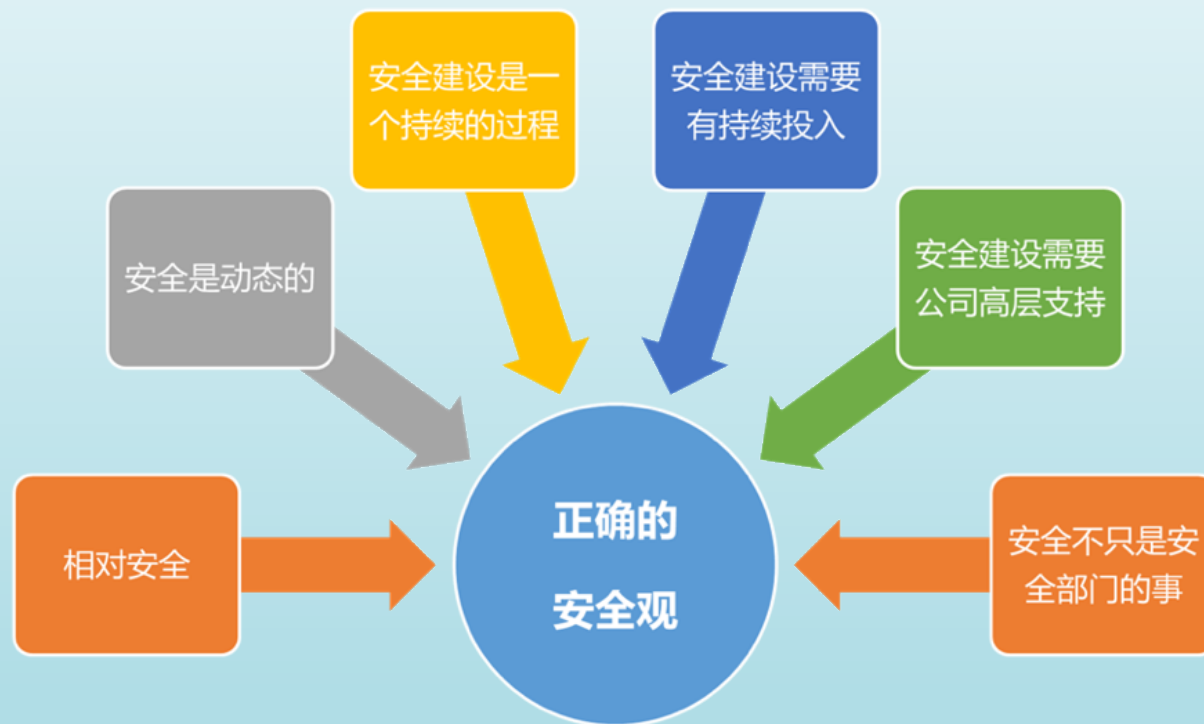 安全建设是一
个持续的过程
安全建设需要
有持续投入
安全是动态的
安全建设需要
公司高层支持
相对安全
正确的
安全观
安全不只是安
全部门的事